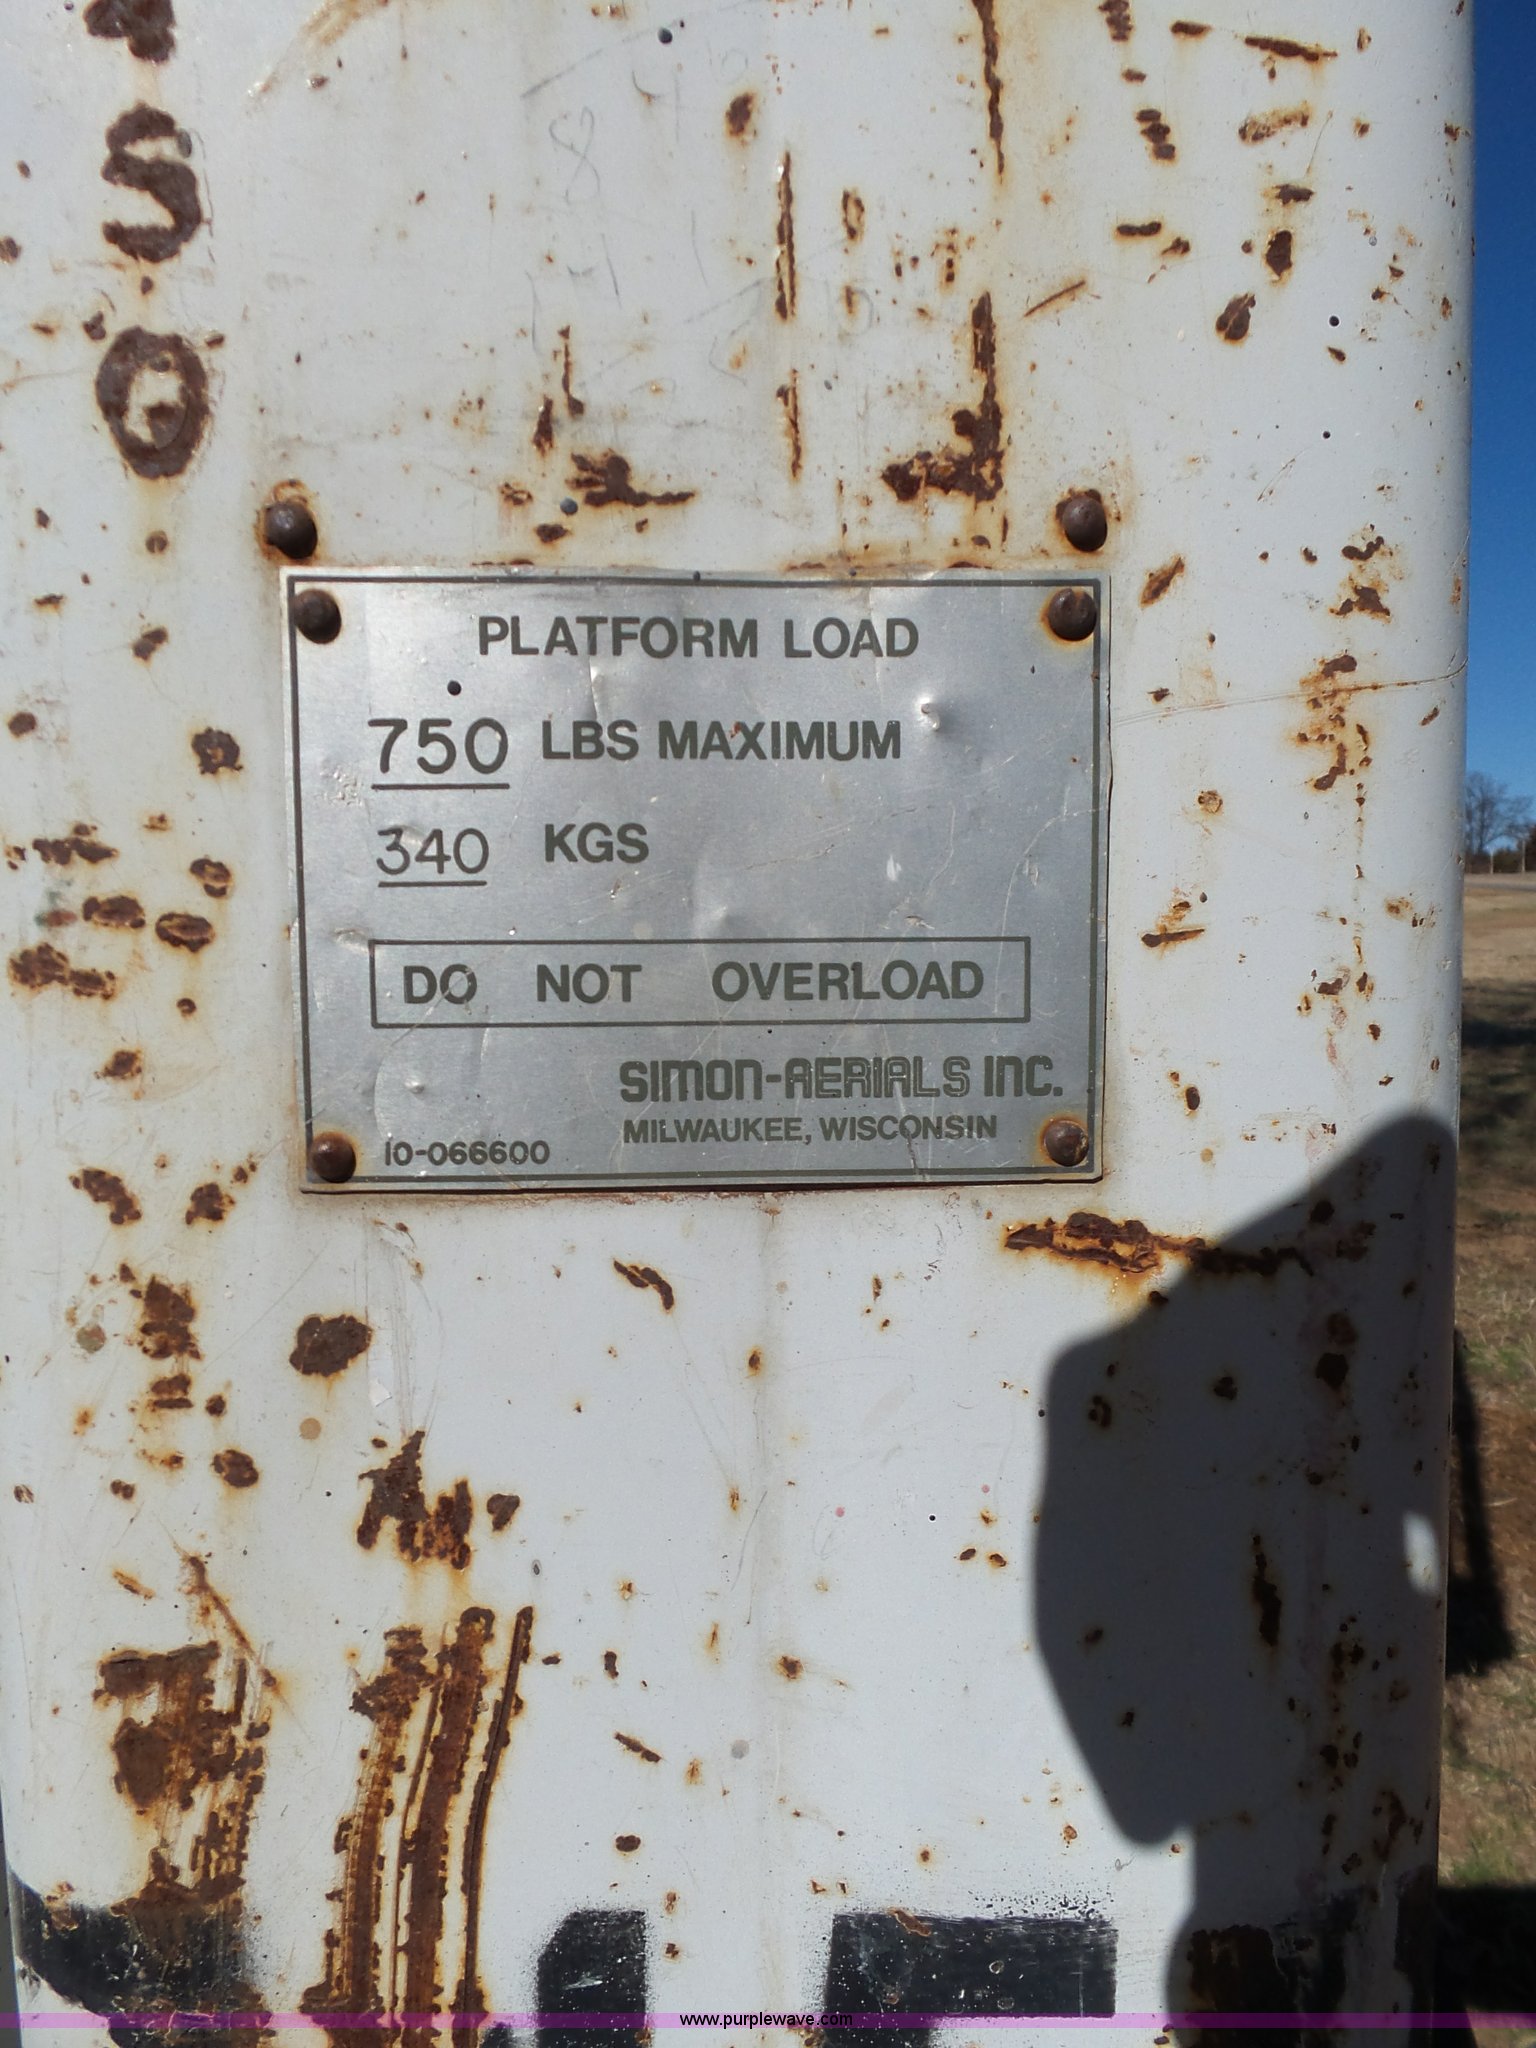 PLATFORM LOAD
750 LBS MAXIMUM
340 KGS
DO NOT OVERLOAD
SIMON-AERIALS INC.
MILWAUKEE, WISCONSIN
10-066600
www.purplewave.com